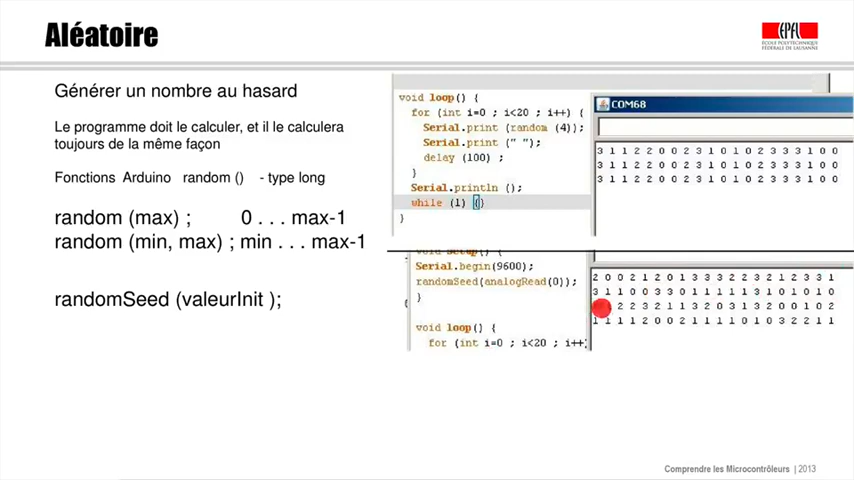 Aléatoire
EPFL
ECOLE POLYTECHNIQUE
FÉDÉRALE DE LAUSANNE
Générer un nombre au hasard
Le programme doit le calculer, et il le calculera
toujours de la même façon
Fonctions Arduino random () - type long
random (max) ; 0 . . . max-1
random (min, max) ; min . . . max-1
randomSeed (valeurInit );
void loop() {
for (int i=0 ; i<20 ; i++) {
Serial.print (random (4));
Serial.print (" ");
delay (100) ;
}
Serial.println ();
while (1) {}
}
COM68
3 1 1 2 2 0 0 2 3 1 0 1 0 2 3 3 3 1 0 0
3 1 1 2 2 0 0 2 3 1 0 1 0 2 3 3 3 1 0 0
3 1 1 2 2 0 0 2 3 1 0 1 0 2 3 3 3 1 0 0
void setup() {
Serial.begin(9600);
randomSeed(analogRead(0));
}
void loop() {
for (int i=0 ; i<20 ; i++)
2 0 0 2 1 2 0 1 3 3 3 2 2 3 2 1 2 3 3 1
3 1 1 0 0 3 3 0 1 1 1 1 1 3 1 0 1 0 1 0
2 2 3 2 1 1 3 2 0 3 1 3 2 0 0 1 0 2
1 1 1 1 2 0 0 2 1 1 1 1 0 1 0 3 2 2 1 1
Comprendre les Microcontrôleurs | 2013